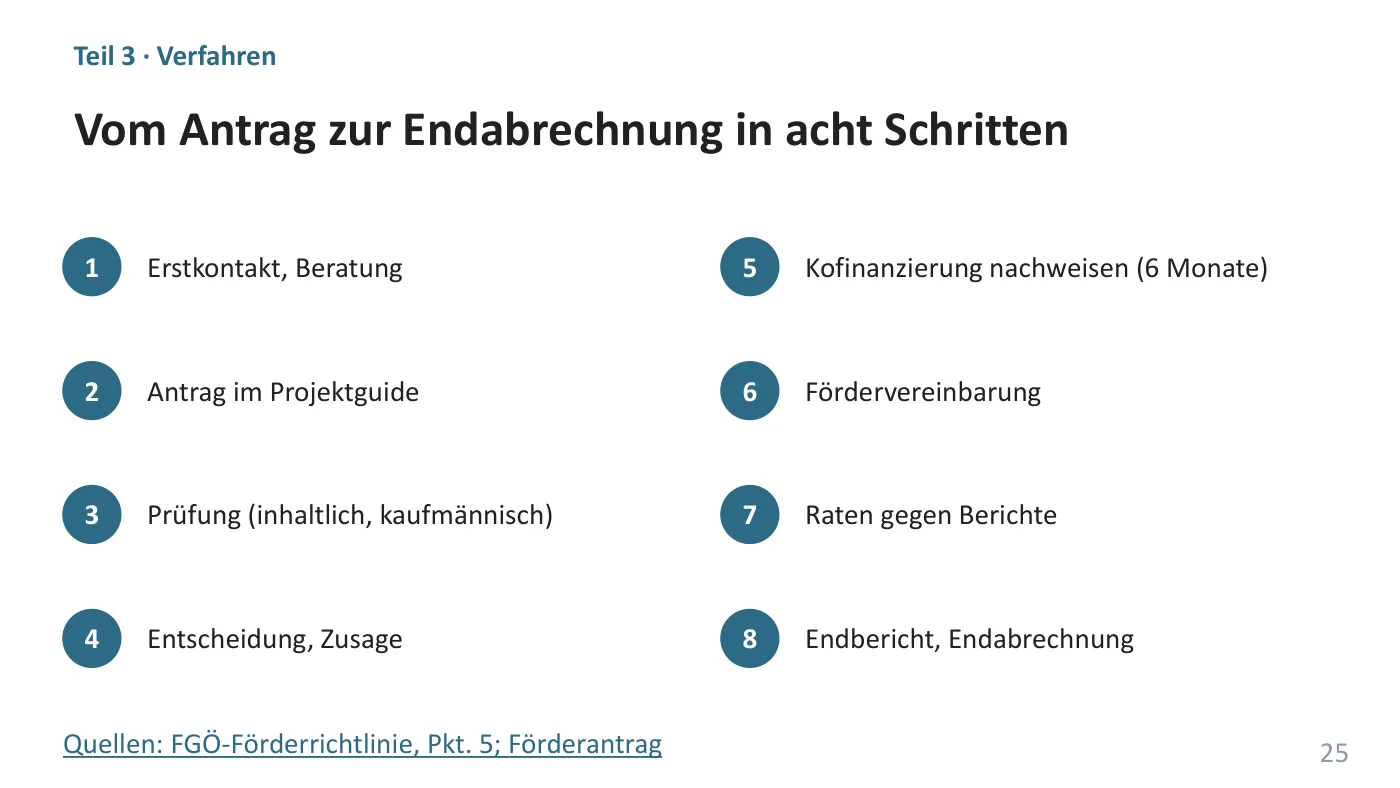 Teil 3 · Verfahren
Vom Antrag zur Endabrechnung in acht Schritten
1 Erstkontakt, Beratung
2 Antrag im Projektguide
3 Prüfung (inhaltlich, kaufmännisch)
4 Entscheidung, Zusage
5 Kofinanzierung nachweisen (6 Monate)
6 Fördervereinbarung
7 Raten gegen Berichte
8 Endbericht, Endabrechnung
Quellen: FGÖ-Förderrichtlinie, Pkt. 5; Förderantrag
25